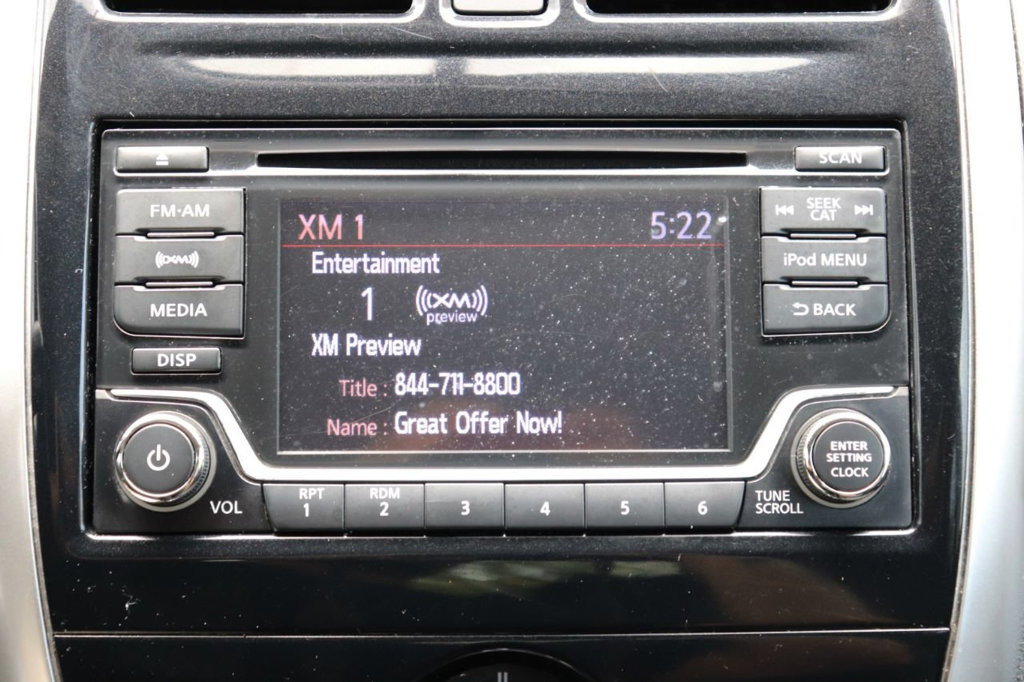 SCAN
FM·AM
XM
MEDIA
DISP
XM 1 5:22
Entertainment
1 ((XM)) preview
XM Preview
Title : 844-711-8800
Name : Great Offer Now!
SEEK
CAT
iPod MENU
BACK
VOL
RPT
1
RDM
2
3
4
5
6
TUNE
SCROLL
ENTER
SETTING
CLOCK